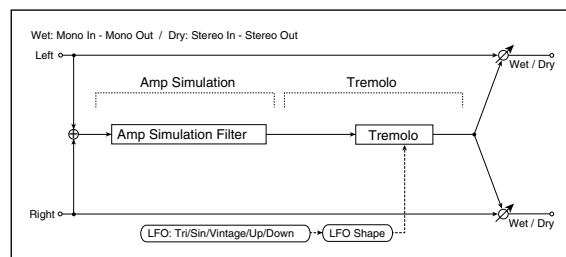 Wet: Mono In - Mono Out / Dry: Stereo In - Stereo Out
Left
Wet / Dry
Amp Simulation
Tremolo
Amp Simulation Filter
Tremolo
Right
Wet / Dry
LFO: Tri/Sin/Vintage/Up/Down
LFO Shape